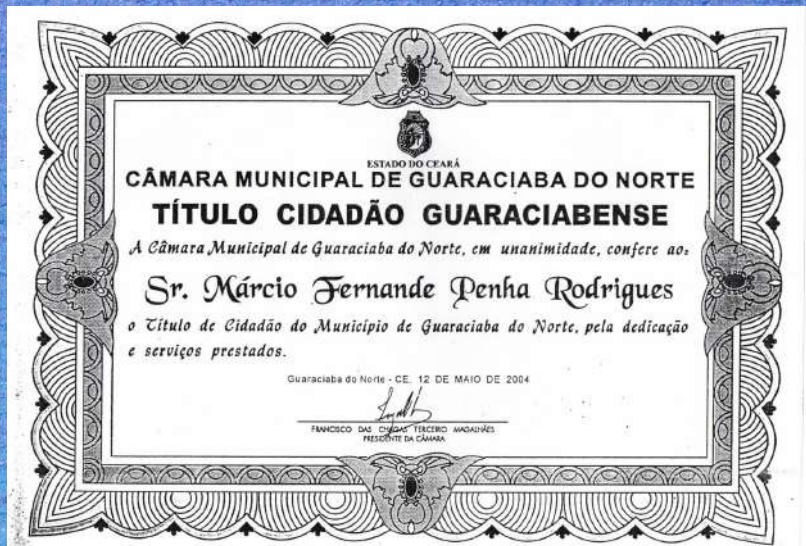 ESTADO DO CEARÁ
CÂMARA MUNICIPAL DE GUARACIABA DO NORTE
TÍTULO CIDADÃO GUARACIABENSE
A Câmara Municipal de Guaraciaba do Norte, em unanimidade, confere ao:
Sr. Márcio Fernande Penha Rodrigues
o Título de Cidadão do Município de Guaraciaba do Norte, pela dedicação
e serviços prestados.
Guaraciaba do Norte - CE, 12 DE MAIO DE 2004
FRANCISCO DAS CHAGAS TERCEIRO MAGALHÃES
PRESIDENTE DA CÂMARA